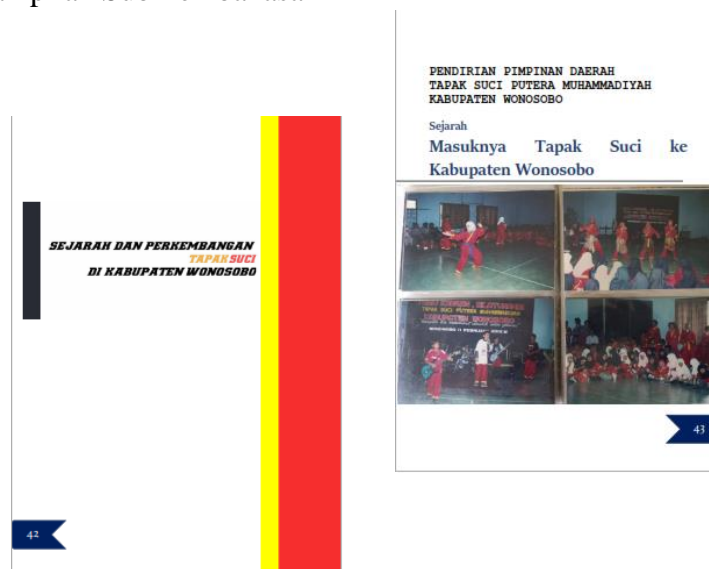 SEJARAH DAN PERKEMBANGAN
TAPAK SUCI
DI KABUPATEN WONOSOBO
42
PENDIRIAN PIMPINAN DAERAH
TAPAK SUCI PUTERA MUHAMMADIYAH
KABUPATEN WONOSOBO
Sejarah
Masuknya Tapak Suci ke
Kabupaten Wonosobo
TAPAK SUCI PUTERA MUHAMMADIYAH
KABUPATEN WONOSOBO
43